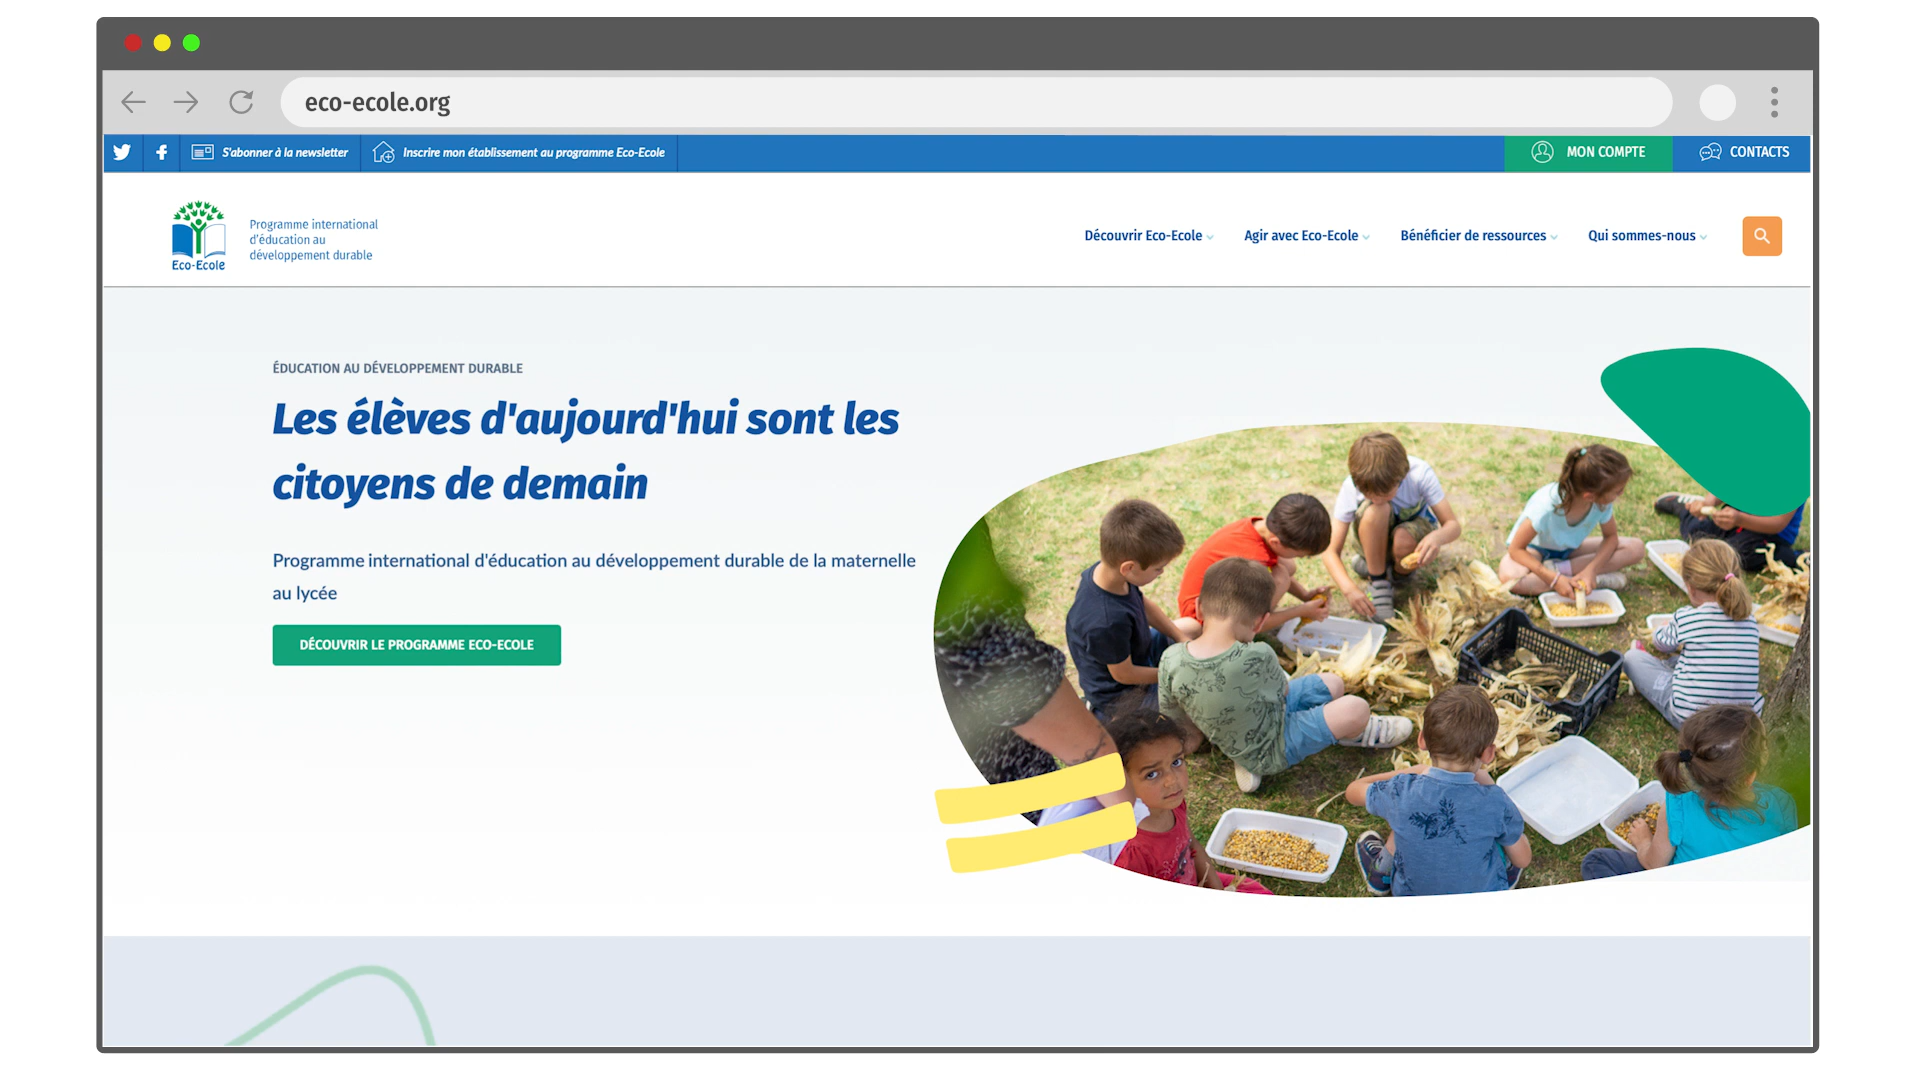 eco-ecole.org
S'abonner à la newsletter
Inscrire mon établissement au programme Eco-Ecole
MON COMPTE
CONTACTS
Eco-Ecole
Programme international
d'éducation au
développement durable
Découvrir Eco-Ecole
Agir avec Eco-Ecole
Bénéficier de ressources
Qui sommes-nous
ÉDUCATION AU DÉVELOPPEMENT DURABLE
Les élèves d'aujourd'hui sont les
citoyens de demain
Programme international d'éducation au développement durable de la maternelle
au lycée
DÉCOUVRIR LE PROGRAMME ECO-ECOLE